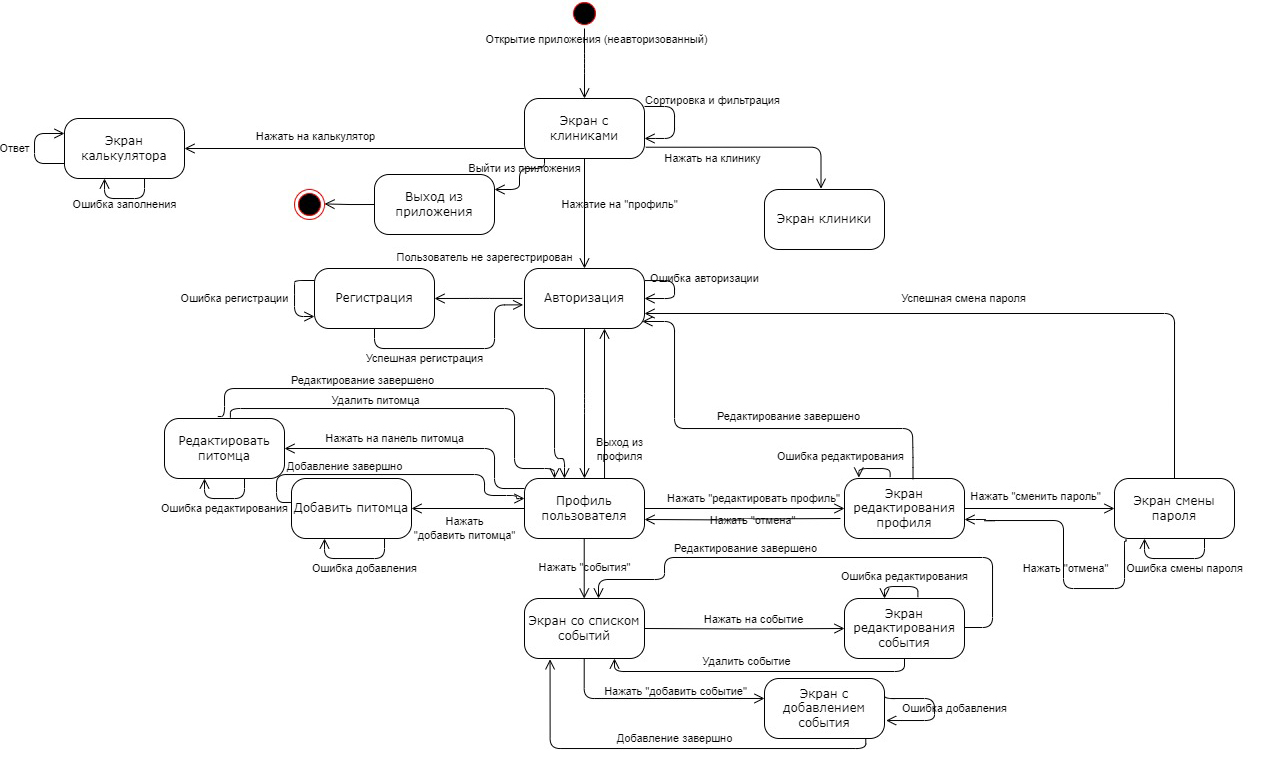 Открытие приложения (неавторизованный)
Экран с
клиниками
Сортировка и фильтрация
Экран
калькулятора
Нажать на калькулятор
Ответ
Ошибка заполнения
Нажать на клинику
Выйти из приложения
Выход из
приложения
Нажатие на "профиль"
Экран клиники
Пользователь не зарегестрирован
Регистрация
Авторизация
Ошибка авторизации
Ошибка регистрации
Успешная смена пароля
Успешная регистрация
Редактирование завершено
Удалить питомца
Редактирование завершено
Редактировать
питомца
Нажать на панель питомца
Выход из
профиля
Ошибка редактирования
Добавление завершно
Ошибка редактирования
Добавить питомца
Нажать
"добавить питомца"
Ошибка добавления
Профиль
пользователя
Нажать "редактировать профиль"
Нажать "отмена"
Экран
редактирования
профиля
Нажать "сменить пароль"
Экран смены
пароля
Нажать "отмена"
Ошибка смены пароля
Нажать "события"
Редактирование завершено
Ошибка редактирования
Экран со списком
событий
Нажать на событие
Экран
редактирования
события
Удалить событие
Нажать "добавить событие"
Экран с
добавлением
события
Ошибка добавления
Добавление завершно